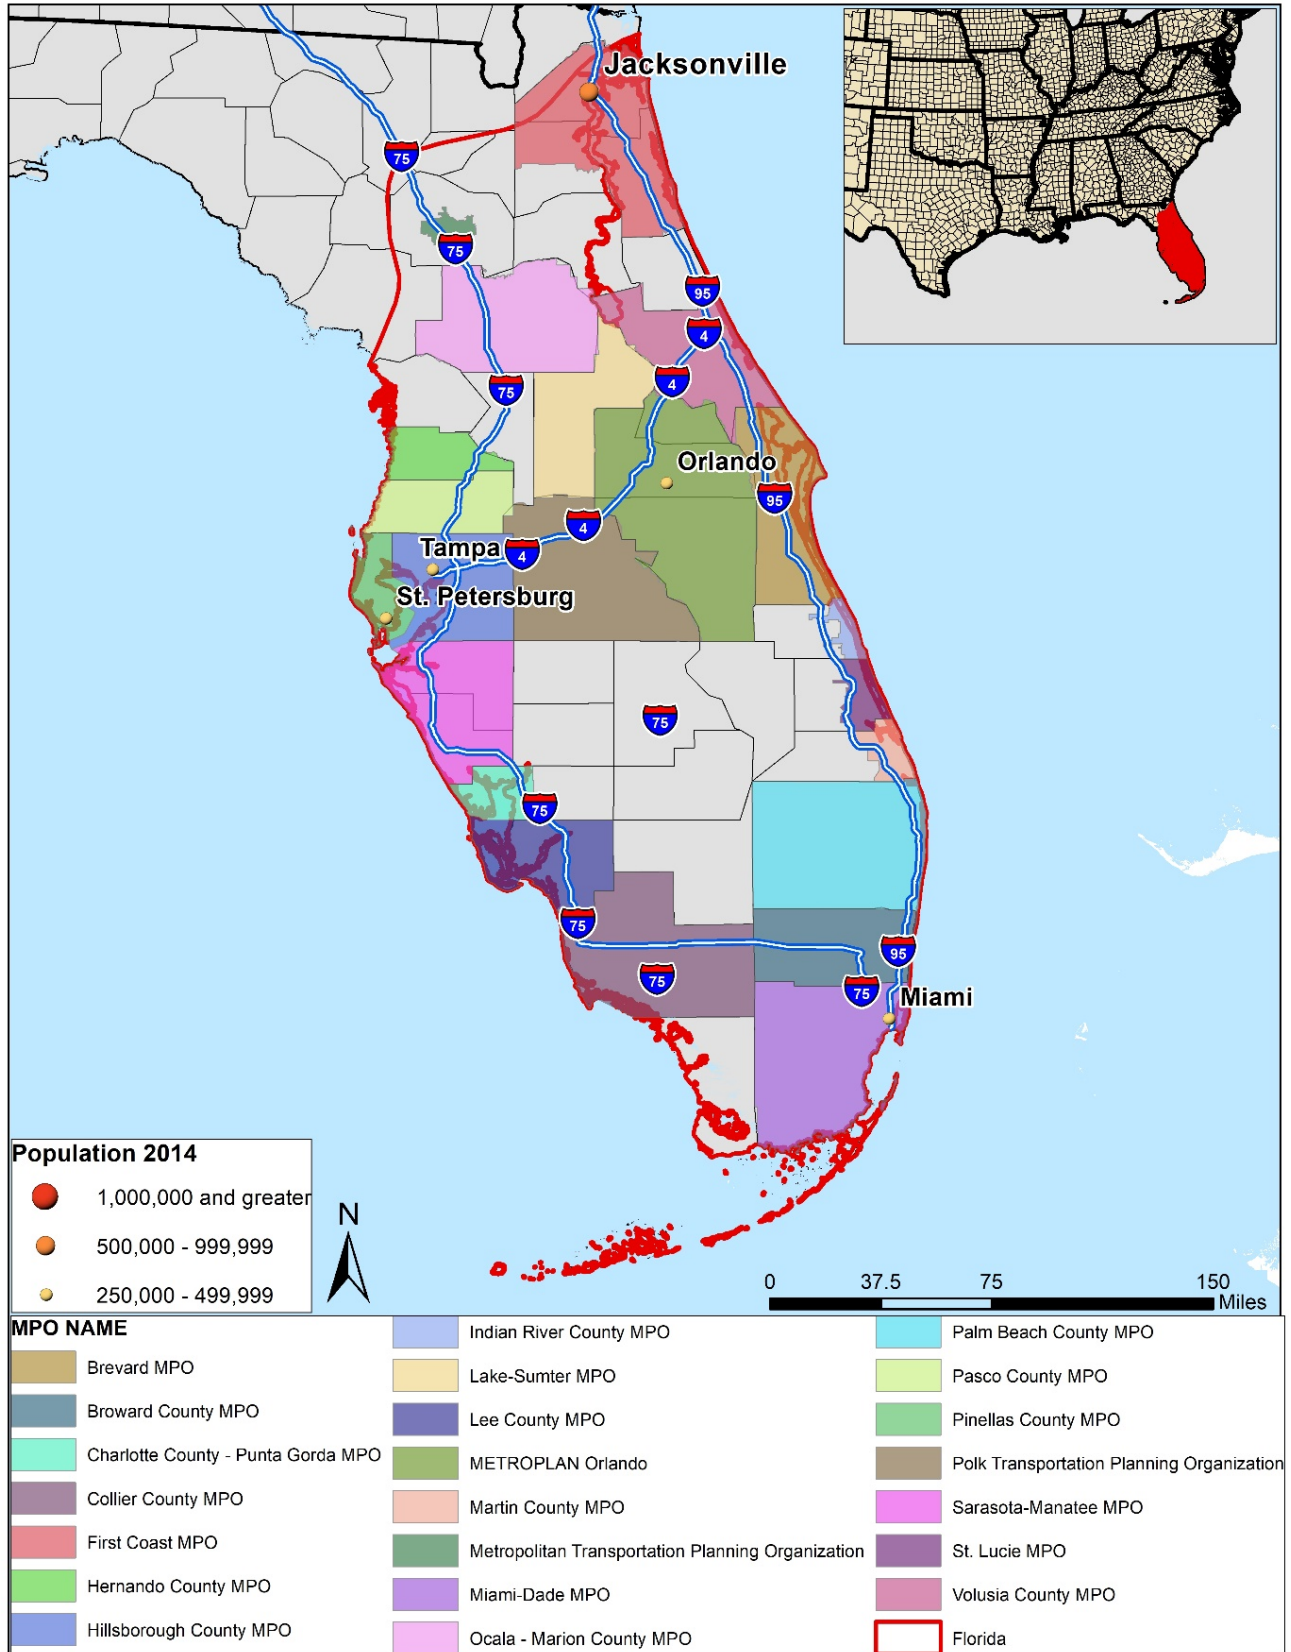 Jacksonville
75
75
95
4
4
75
Orlando
95
4
Tampa
4
St. Petersburg
75
75
75
95
75
75
Miami
Population 2014
1,000,000 and greater
500,000 - 999,999
250,000 - 499,999
N
0 37.5 75 150
Miles
MPO NAME
Brevard MPO
Broward County MPO
Charlotte County - Punta Gorda MPO
Collier County MPO
First Coast MPO
Hernando County MPO
Hillsborough County MPO
Indian River County MPO
Lake-Sumter MPO
Lee County MPO
METROPLAN Orlando
Martin County MPO
Metropolitan Transportation Planning Organization
Miami-Dade MPO
Ocala - Marion County MPO
Palm Beach County MPO
Pasco County MPO
Pinellas County MPO
Polk Transportation Planning Organization
Sarasota-Manatee MPO
St. Lucie MPO
Volusia County MPO
Florida